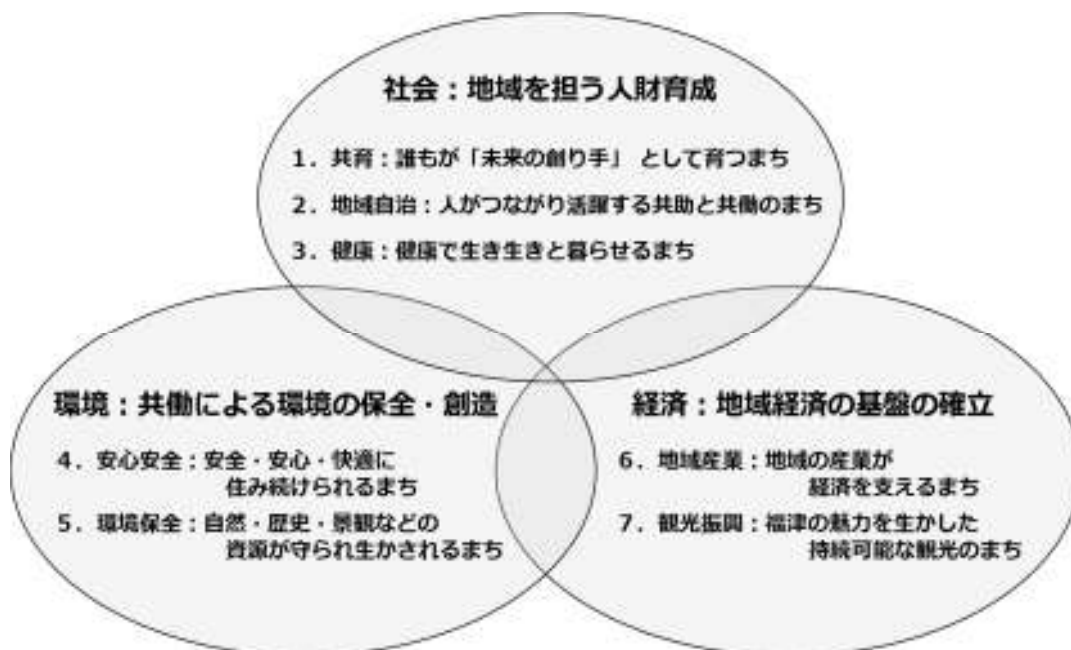 社会：地域を担う人財育成
1．共育：誰もが「未来の創り手」 として育つまち
2．地域自治：人がつながり活躍する共助と共働のまち
3．健康：健康で生き生きと暮らせるまち
環境：共働による環境の保全・創造
4．安心安全：安全・安心・快適に
住み続けられるまち
5．環境保全：自然・歴史・景観などの
資源が守られ生かされるまち
経済：地域経済の基盤の確立
6．地域産業：地域の産業が
経済を支えるまち
7．観光振興：福津の魅力を生かした
持続可能な観光のまち